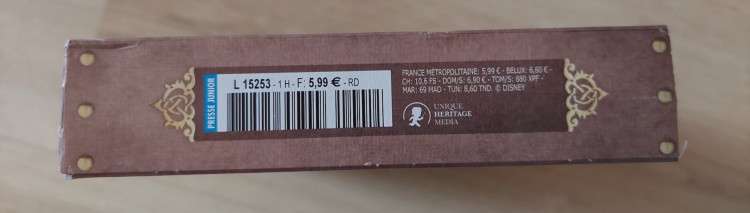 PRESSE JUNIOR
L 15253 - 1 H - F: 5,99 € - RD
FRANCE MÉTROPOLITAINE: 5,99 € - BELUX: 6,60 € -
CH: 10,6 FS - DOM/S: 6,90 € - TOM/S: 880 XPF -
MAR: 69 MAD - TUN: 8,60 TND. © DISNEY
UNIQUE
HERITAGE
MEDIA